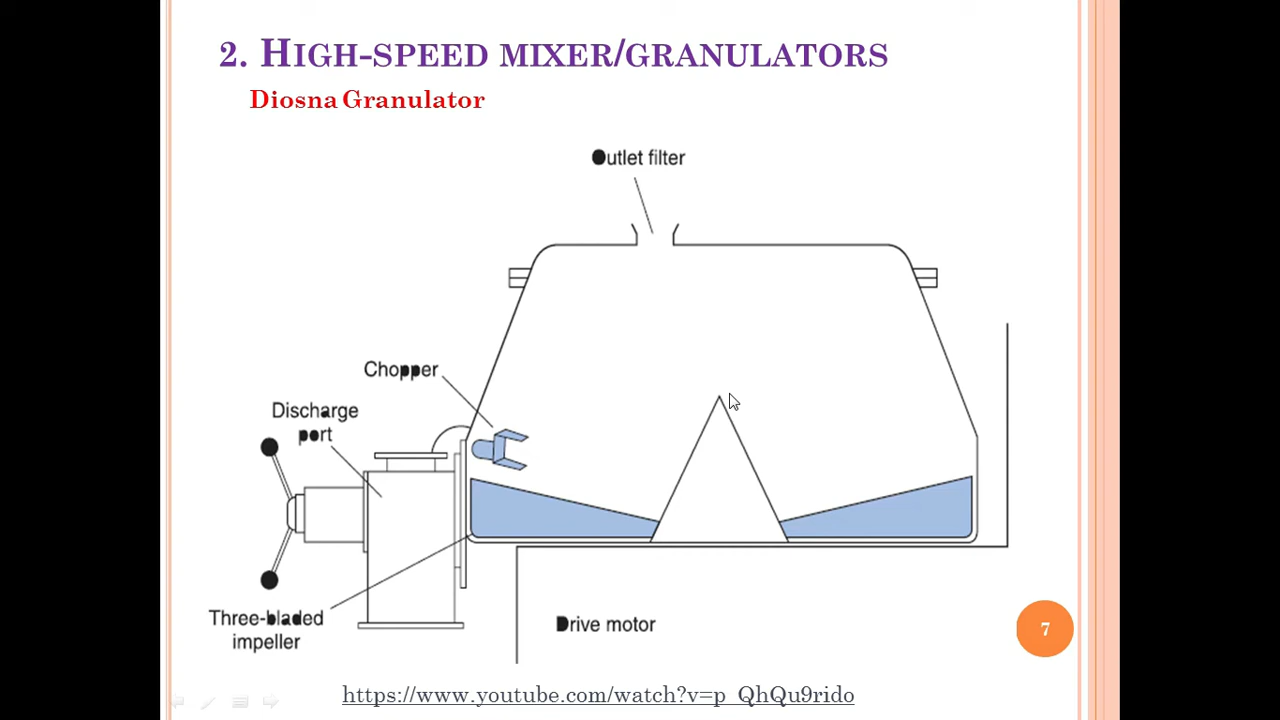 2. HIGH-SPEED MIXER/GRANULATORS
Diosna Granulator
Outlet filter
Chopper
Discharge
port
Three-bladed
impeller
Drive motor
7
https://www.youtube.com/watch?v=p_QhQu9rido